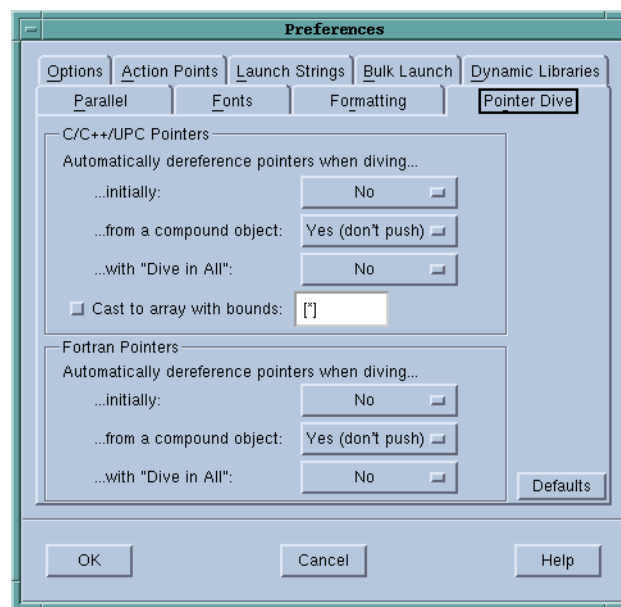 Preferences
Options Action Points Launch Strings Bulk Launch Dynamic Libraries
Parallel Fonts Formatting Pointer Dive
C/C++/UPC Pointers
Automatically dereference pointers when diving...
...initially: No
...from a compound object: Yes (don't push)
...with "Dive in All": No
Cast to array with bounds: [*]
Fortran Pointers
Automatically dereference pointers when diving...
...initially: No
...from a compound object: Yes (don't push)
...with "Dive in All": No
Defaults
OK Cancel Help